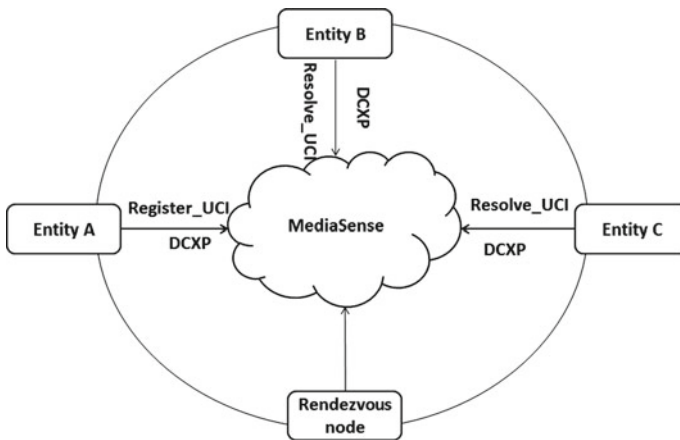 Entity B
Resolve_UCI
DCXP
Register_UCI
Entity A
DCXP
MediaSense
Resolve_UCI
Entity C
DCXP
Rendezvous
node